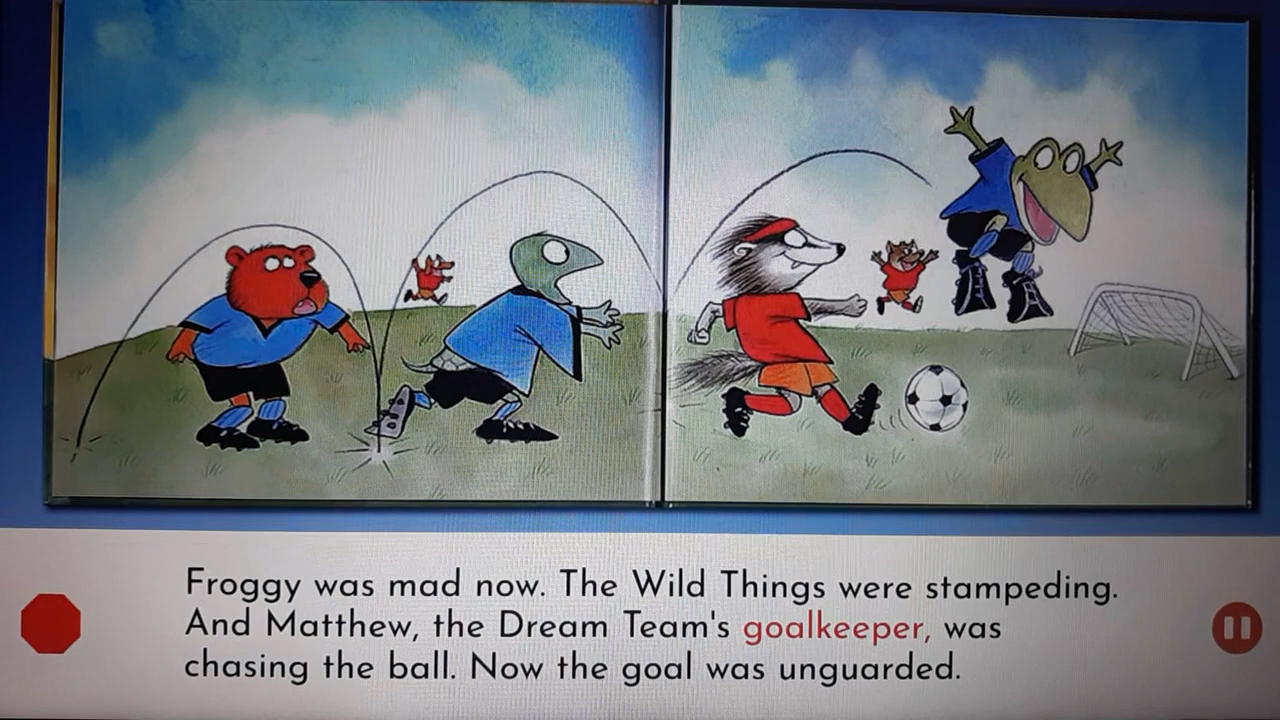 Froggy was mad now. The Wild Things were stampeding.
And Matthew, the Dream Team's goalkeeper, was
chasing the ball. Now the goal was unguarded.